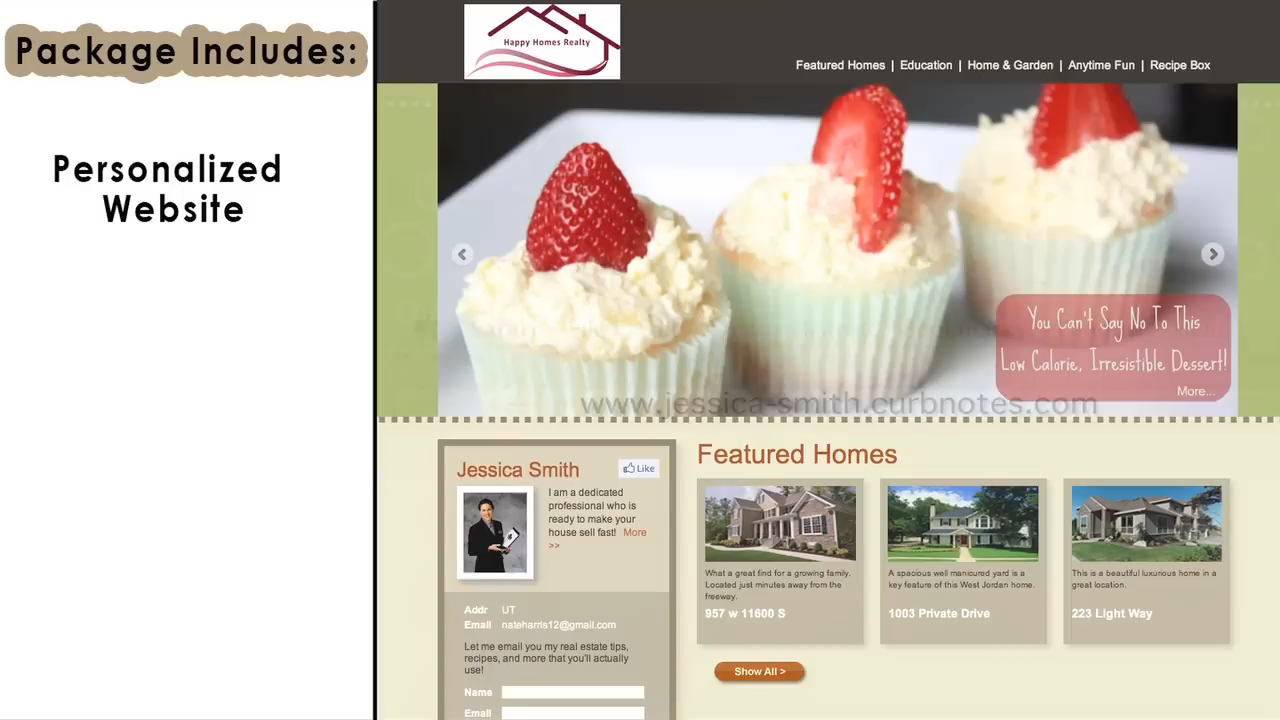 Package Includes:
Personalized
Website
Happy Homes Realty
Featured Homes | Education | Home & Garden | Anytime Fun | Recipe Box
You Can't Say No To This
Low Calorie, Irresistible Dessert!
More...
www.jessica-smith.curbnotes.com
Jessica Smith
Like
I am a dedicated
professional who is
ready to make your
house sell fast! More
>>
Addr UT
Email nateharris12@gmail.com
Let me email you my real estate tips,
recipes, and more that you'll actually
use!
Name
Email
Featured Homes
What a great find for a growing family.
Located just minutes away from the
freeway.
957 w 11600 S
A spacious well manicured yard is a
key feature of this West Jordan home.
1003 Private Drive
This is a beautiful luxurious home in a
great location.
223 Light Way
Show All >